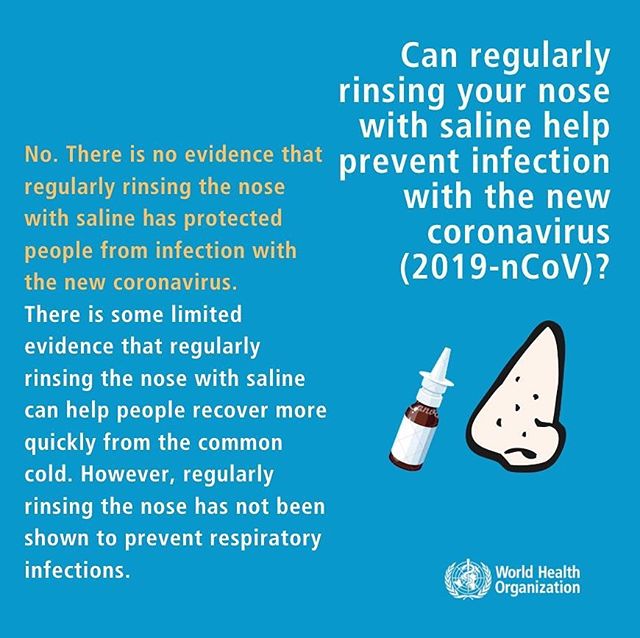 Can regularly
rinsing your nose
with saline help
prevent infection
with the new
coronavirus
(2019-nCoV)?
No. There is no evidence that
regularly rinsing the nose
with saline has protected
people from infection with
the new coronavirus.
There is some limited
evidence that regularly
rinsing the nose with saline
can help people recover more
quickly from the common
cold. However, regularly
rinsing the nose has not been
shown to prevent respiratory
infections.
World Health
Organization